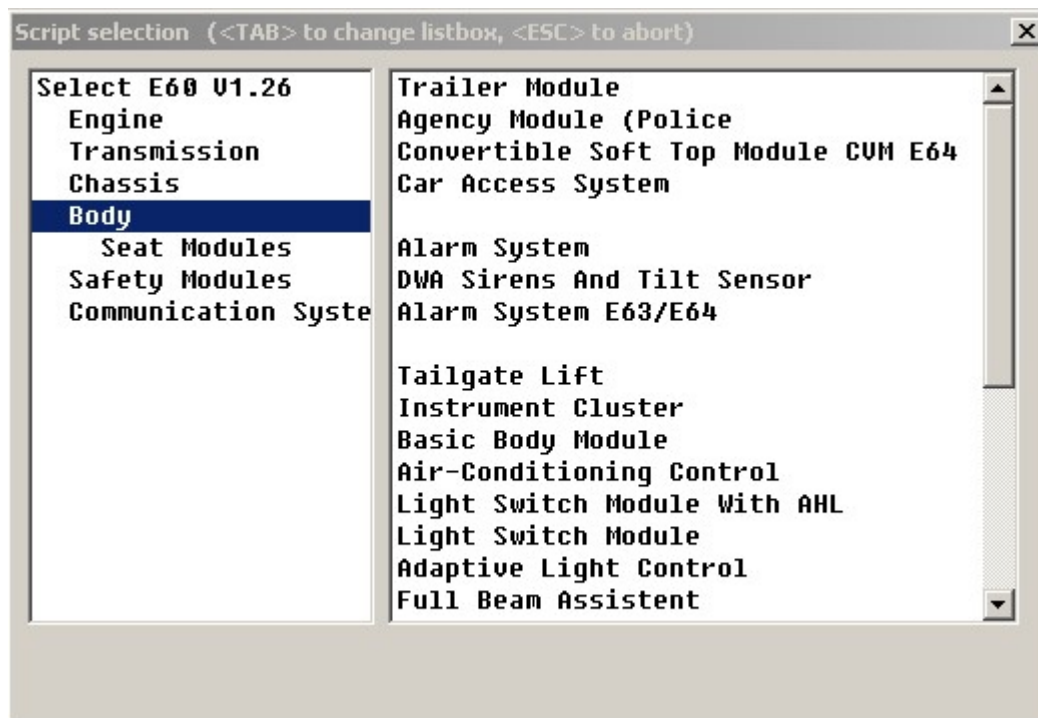 Script selection (<TAB> to change listbox, <ESC> to abort)
Select E60 V1.26
Engine
Transmission
Chassis
Body
Seat Modules
Safety Modules
Communication Syste
Trailer Module
Agency Module (Police
Convertible Soft Top Module CVM E64
Car Access System
Alarm System
DWA Sirens And Tilt Sensor
Alarm System E63/E64
Tailgate Lift
Instrument Cluster
Basic Body Module
Air-Conditioning Control
Light Switch Module With AHL
Light Switch Module
Adaptive Light Control
Full Beam Assistent